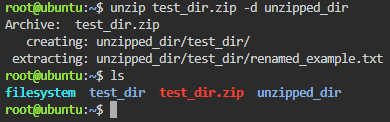 root@ubuntu:~$ unzip test_dir.zip -d unzipped_dir
Archive:  test_dir.zip
   creating: unzipped_dir/test_dir/
 extracting: unzipped_dir/test_dir/renamed_example.txt
root@ubuntu:~$ ls
filesystem  test_dir  test_dir.zip  unzipped_dir
root@ubuntu:~$